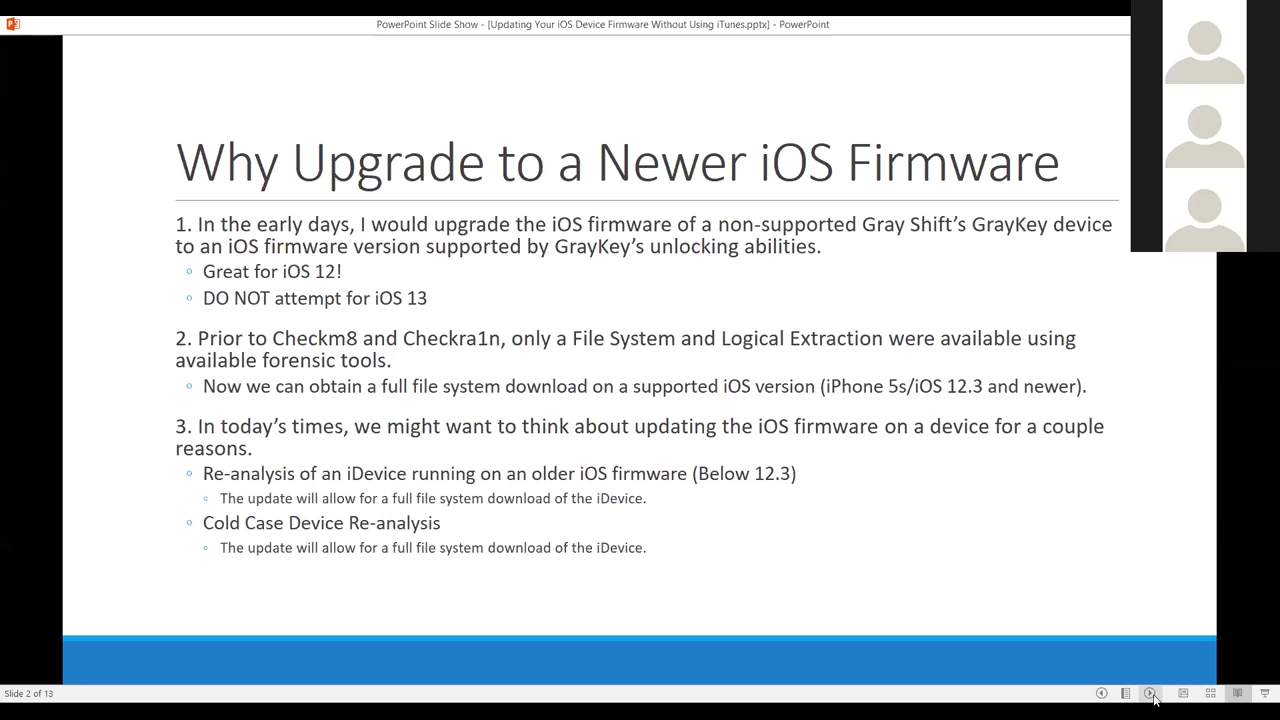 PowerPoint Slide Show - [Updating Your iOS Device Firmware Without Using iTunes.pptx] - PowerPoint
Why Upgrade to a Newer iOS Firmware
1. In the early days, I would upgrade the iOS firmware of a non-supported Gray Shift's GrayKey device
to an iOS firmware version supported by GrayKey's unlocking abilities.
Great for iOS 12!
DO NOT attempt for iOS 13
2. Prior to Checkm8 and Checkra1n, only a File System and Logical Extraction were available using
available forensic tools.
Now we can obtain a full file system download on a supported iOS version (iPhone 5s/iOS 12.3 and newer).
3. In today's times, we might want to think about updating the iOS firmware on a device for a couple
reasons.
Re-analysis of an iDevice running on an older iOS firmware (Below 12.3)
The update will allow for a full file system download of the iDevice.
Cold Case Device Re-analysis
The update will allow for a full file system download of the iDevice.
Slide 2 of 13